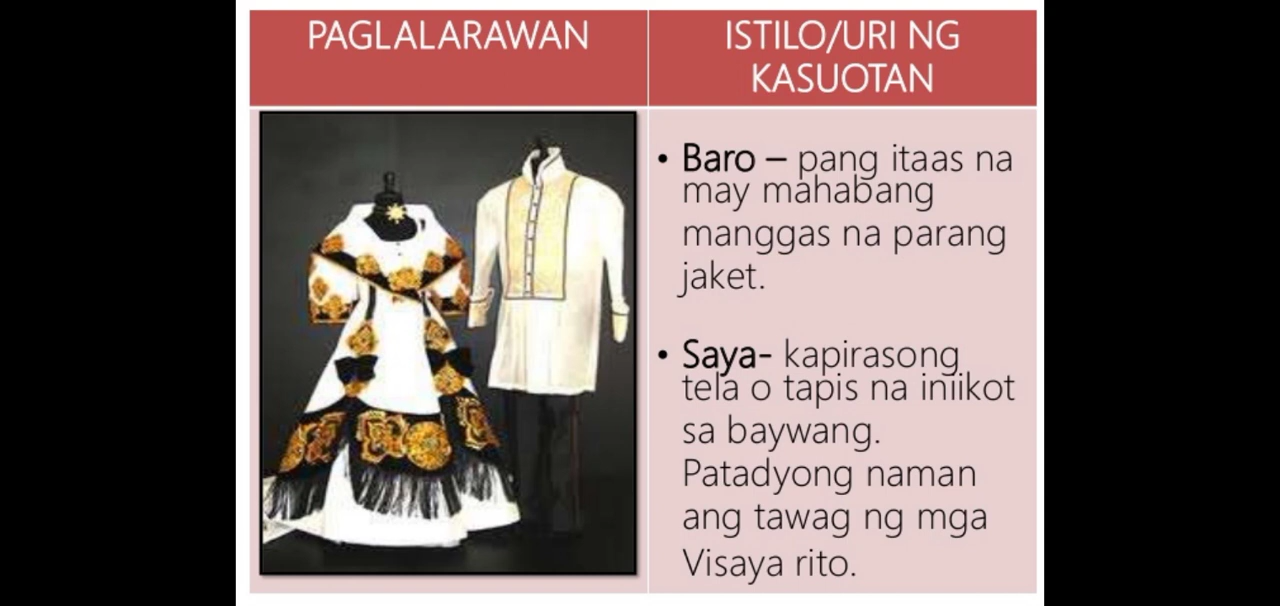 PAGLALARAWAN
ISTILO/URI NG
KASUOTAN
• Baro – pang itaas na
may mahabang
manggas na parang
jaket.
• Saya- kapirasong
tela o tapis na iniikot
sa baywang.
Patadyong naman
ang tawag ng mga
Visaya rito.